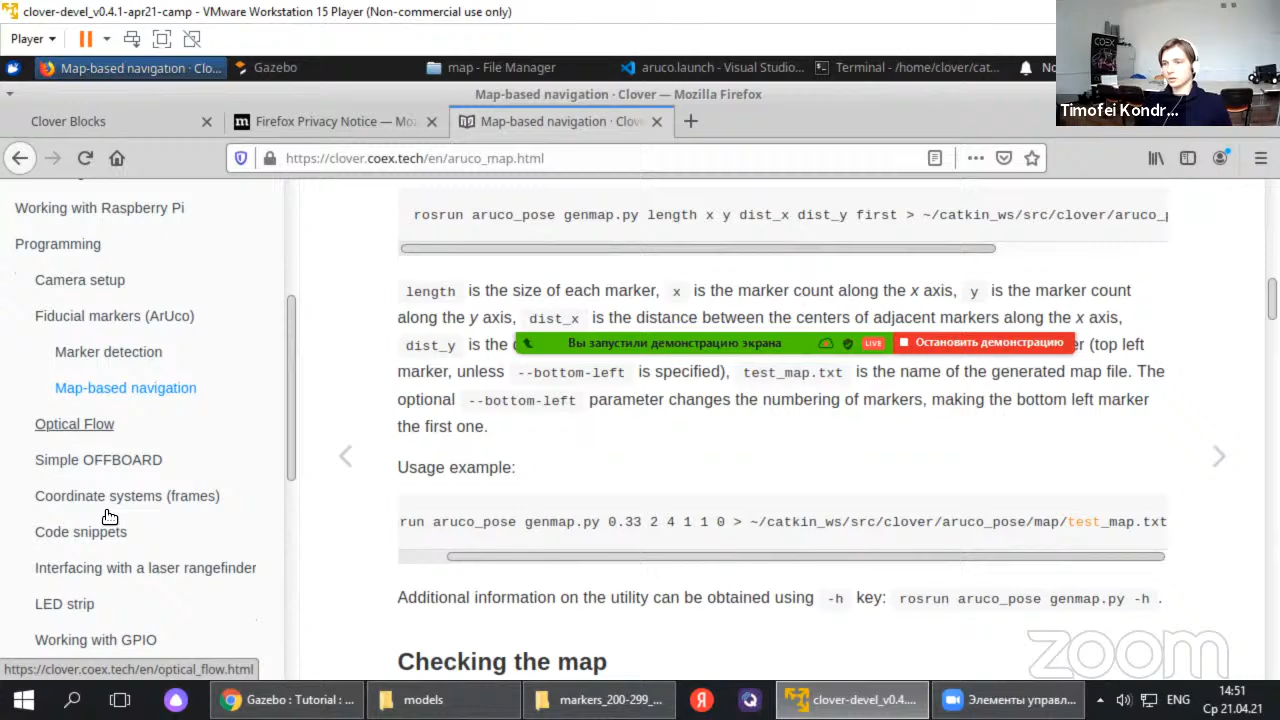 clover-devel_v0.4.1-apr21-camp - VMware Workstation 15 Player (Non-commercial use only)
Player
Map-based navigation · Clo...
Gazebo
map - File Manager
aruco.launch - Visual Studio...
Terminal - /home/clover/cat...
No
Timofei Kondr...
COEX
Map-based navigation · Clover — Mozilla Firefox
Clover Blocks
Firefox Privacy Notice — Moz
Map-based navigation · Clove
https://clover.coex.tech/en/aruco_map.html
Working with Raspberry Pi
Programming
Camera setup
Fiducial markers (ArUco)
Marker detection
Map-based navigation
Optical Flow
Simple OFFBOARD
Coordinate systems (frames)
Code snippets
Interfacing with a laser rangefinder
LED strip
Working with GPIO
https://clover.coex.tech/en/optical_flow.html
rosrun aruco_pose genmap.py length x y dist_x dist_y first > ~/catkin_ws/src/clover/aruco_p
length is the size of each marker, x is the marker count along the x axis, y is the marker count
along the y axis, dist_x is the distance between the centers of adjacent markers along the x axis,
dist_y is the d
Вы запустили демонстрацию экрана
LIVE
Остановить демонстрацию
r (top left
marker, unless --bottom-left is specified), test_map.txt is the name of the generated map file. The
optional --bottom-left parameter changes the numbering of markers, making the bottom left marker
the first one.
Usage example:
run aruco_pose genmap.py 0.33 2 4 1 1 0 > ~/catkin_ws/src/clover/aruco_pose/map/test_map.txt
Additional information on the utility can be obtained using -h key: rosrun aruco_pose genmap.py -h .
Checking the map
zoom
Gazebo : Tutorial : ...
models
markers_200-299_...
Я
clover-devel_v0.4....
Элементы управл...
ENG
14:51
Ср 21.04.21